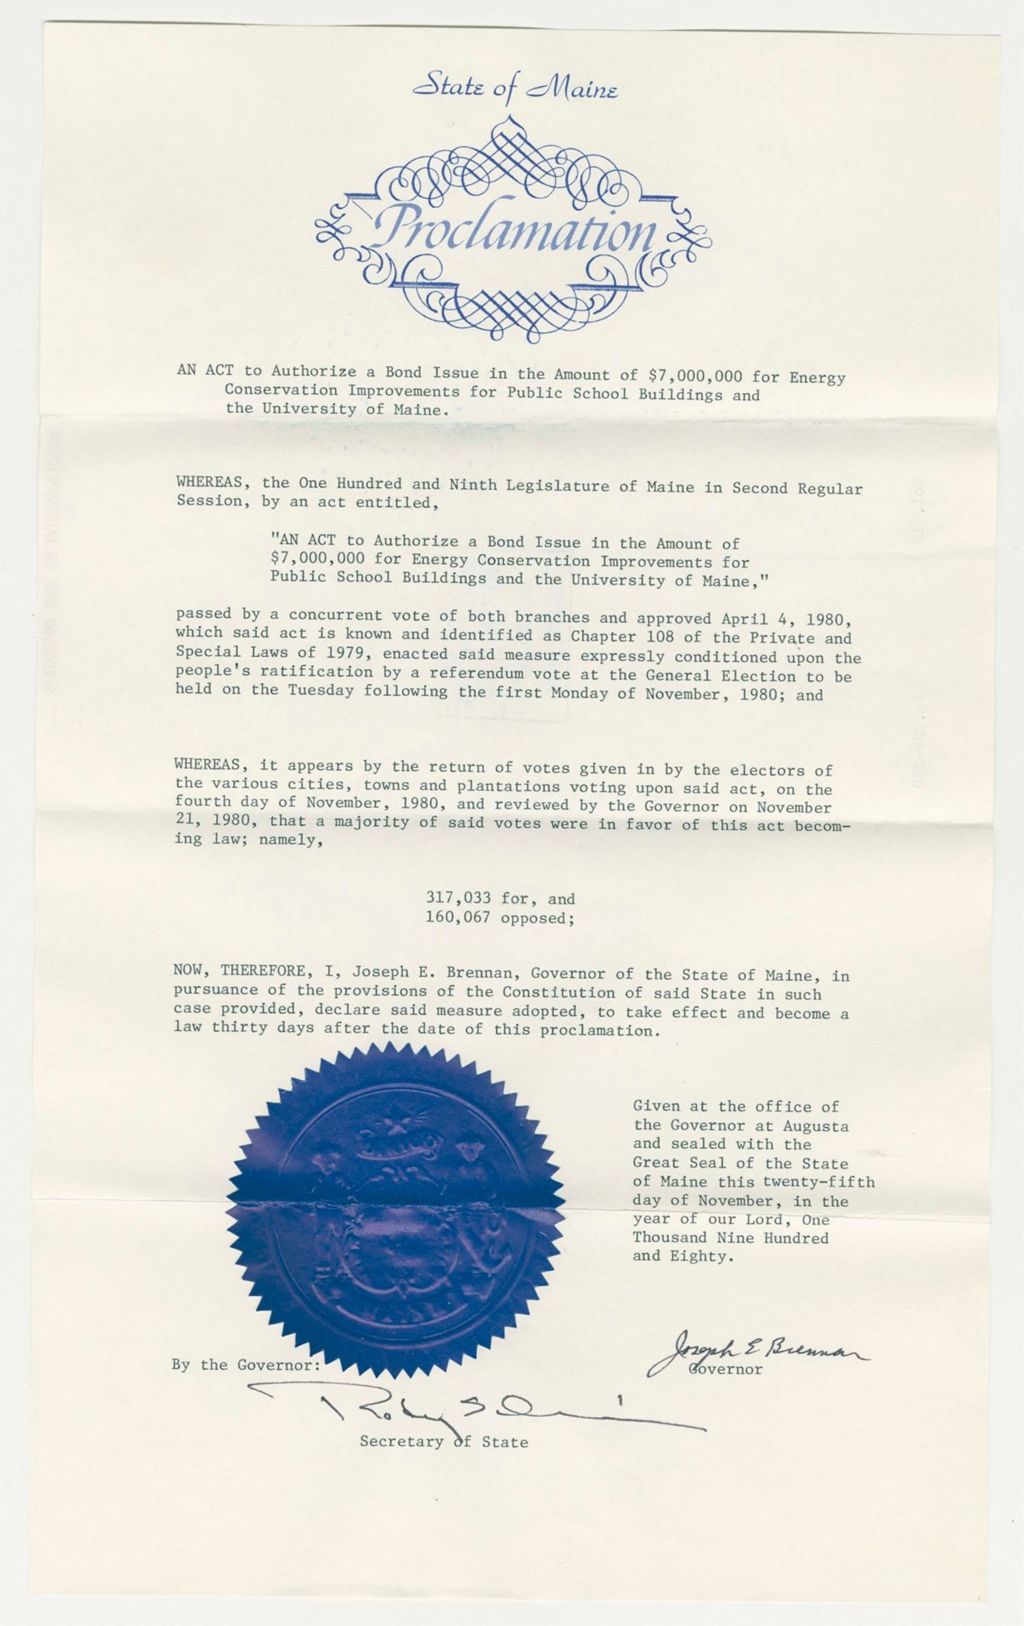 State of Maine
Proclamation
AN ACT to Authorize a Bond Issue in the Amount of $7,000,000 for Energy
Conservation Improvements for Public School Buildings and
the University of Maine.
WHEREAS, the One Hundred and Ninth Legislature of Maine in Second Regular
Session, by an act entitled,
"AN ACT to Authorize a Bond Issue in the Amount of
$7,000,000 for Energy Conservation Improvements for
Public School Buildings and the University of Maine,"
passed by a concurrent vote of both branches and approved April 4, 1980,
which said act is known and identified as Chapter 108 of the Private and
Special Laws of 1979, enacted said measure expressly conditioned upon the
people's ratification by a referendum vote at the General Election to be
held on the Tuesday following the first Monday of November, 1980; and
WHEREAS, it appears by the return of votes given in by the electors of
the various cities, towns and plantations voting upon said act, on the
fourth day of November, 1980, and reviewed by the Governor on November
21, 1980, that a majority of said votes were in favor of this act becom-
ing law; namely,
317,033 for, and
160,067 opposed;
NOW, THEREFORE, I, Joseph E. Brennan, Governor of the State of Maine, in
pursuance of the provisions of the Constitution of said State in such
case provided, declare said measure adopted, to take effect and become a
law thirty days after the date of this proclamation.
Given at the office of
the Governor at Augusta
and sealed with the
Great Seal of the State
of Maine this twenty-fifth
day of November, in the
year of our Lord, One
Thousand Nine Hundred
and Eighty.
Joseph E Brennan
By the Governor:
Governor
Secretary of State